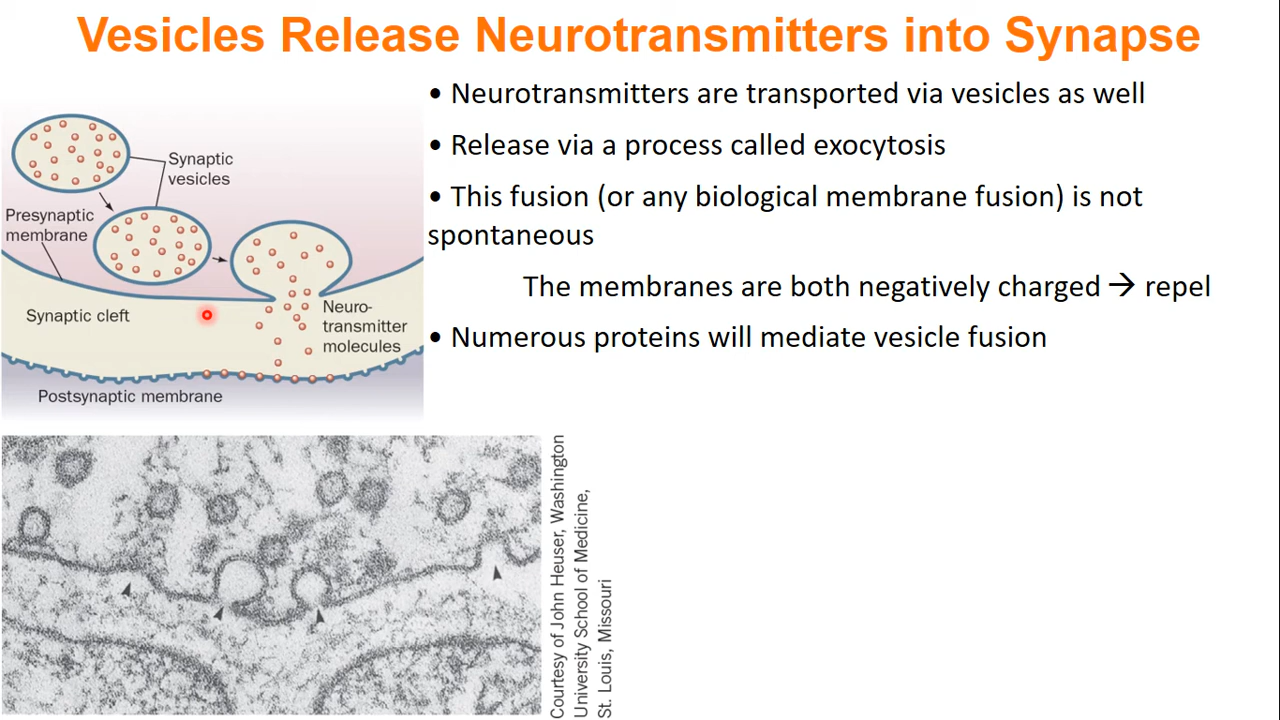 Vesicles Release Neurotransmitters into Synapse
• Neurotransmitters are transported via vesicles as well
• Release via a process called exocytosis
• This fusion (or any biological membrane fusion) is not
spontaneous
The membranes are both negatively charged → repel
• Numerous proteins will mediate vesicle fusion
Synaptic
vesicles
Presynaptic
membrane
Synaptic cleft
Neuro-
transmitter
molecules
Postsynaptic membrane
Courtesy of John Heuser, Washington
University School of Medicine,
St. Louis, Missouri